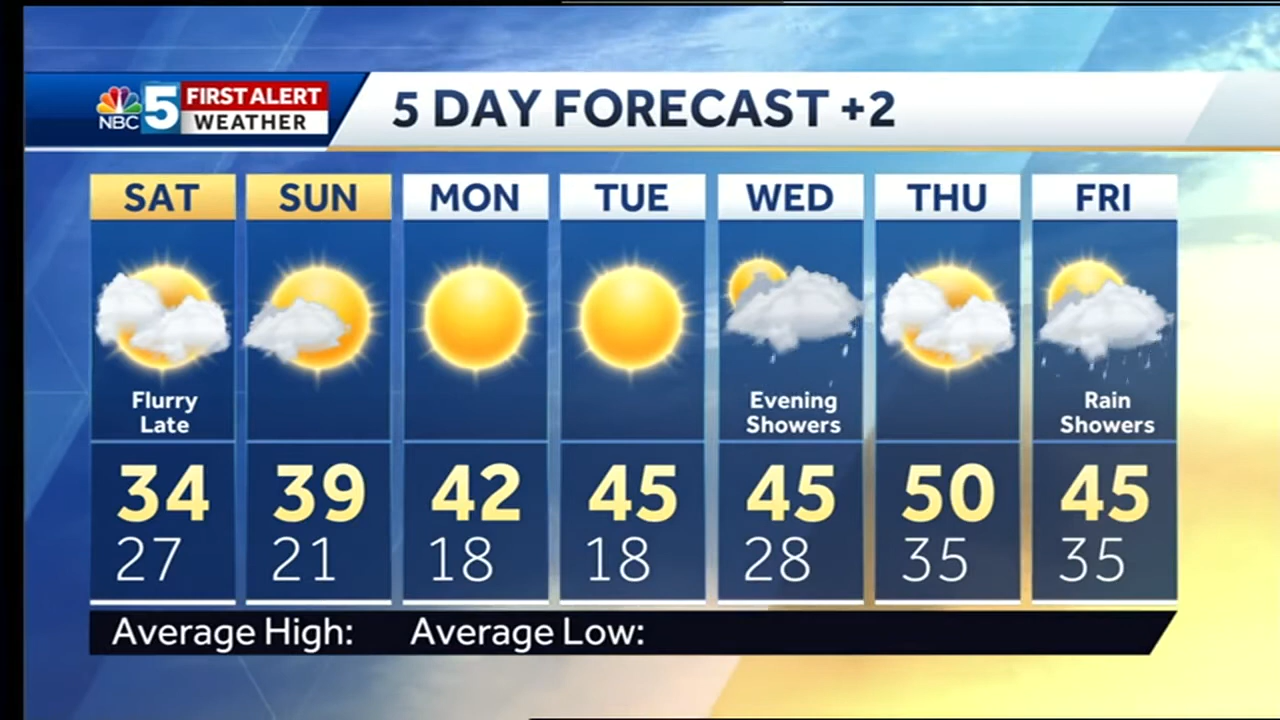 NBC 5 FIRST ALERT WEATHER
5 DAY FORECAST +2
SAT SUN MON TUE WED THU FRI
Flurry Late
Evening Showers
Rain Showers
34 39 42 45 45 50 45
27 21 18 18 28 35 35
Average High: Average Low: